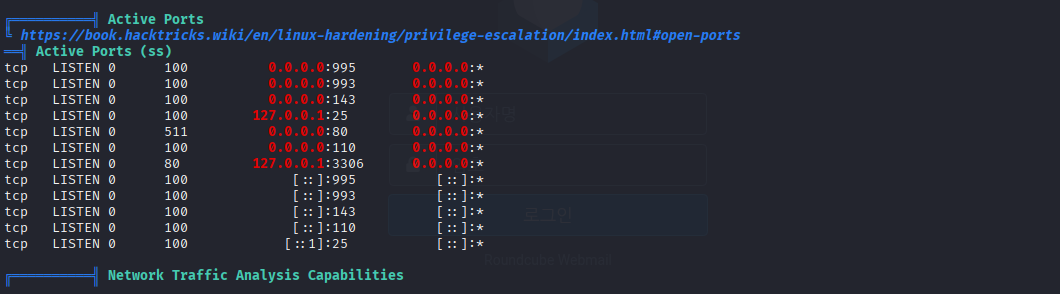 Active Ports
https://book.hacktricks.wiki/en/linux-hardening/privilege-escalation/index.html#open-ports
Active Ports (ss)
tcp LISTEN 0 100 0.0.0.0:995 0.0.0.0:*
tcp LISTEN 0 100 0.0.0.0:993 0.0.0.0:*
tcp LISTEN 0 100 0.0.0.0:143 0.0.0.0:*
tcp LISTEN 0 100 127.0.0.1:25 0.0.0.0:*
tcp LISTEN 0 511 0.0.0.0:80 0.0.0.0:*
tcp LISTEN 0 100 0.0.0.0:110 0.0.0.0:*
tcp LISTEN 0 80 127.0.0.1:3306 0.0.0.0:*
tcp LISTEN 0 100 [::]:995 [::]:*
tcp LISTEN 0 100 [::]:993 [::]:*
tcp LISTEN 0 100 [::]:143 [::]:*
로그인
tcp LISTEN 0 100 [::]:110 [::]:*
tcp LISTEN 0 100 [::1]:25 [::]:*
Roundcube Webmail
Network Traffic Analysis Capabilities